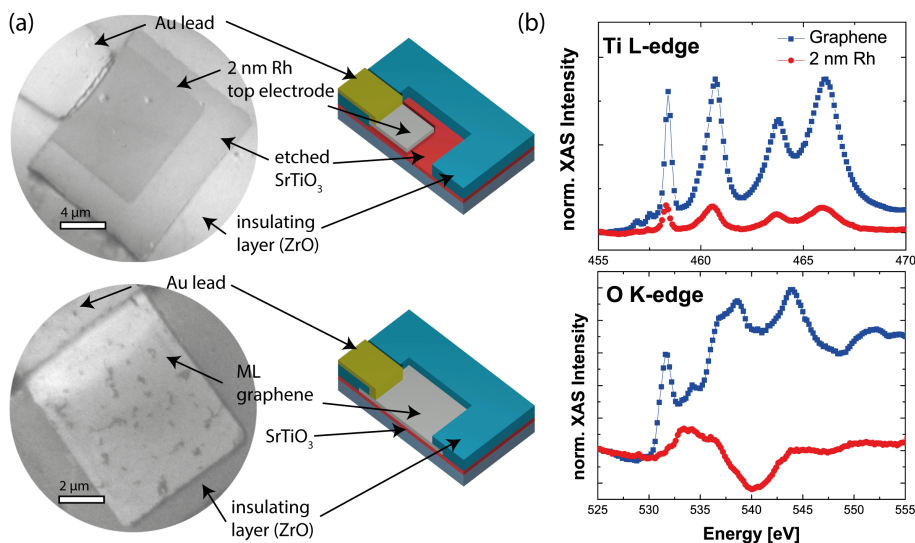 (a)
Au lead
2 nm Rh
top electrode
etched
SrTiO3
insulating
layer (ZrO)
4 µm
Au lead
ML
graphene
SrTiO3
insulating
layer (ZrO)
2 µm
(b)
Ti L-edge
Graphene
2 nm Rh
norm. XAS Intensity
455 460 465 470
O K-edge
norm. XAS Intensity
525 530 535 540 545 550 555
Energy [eV]